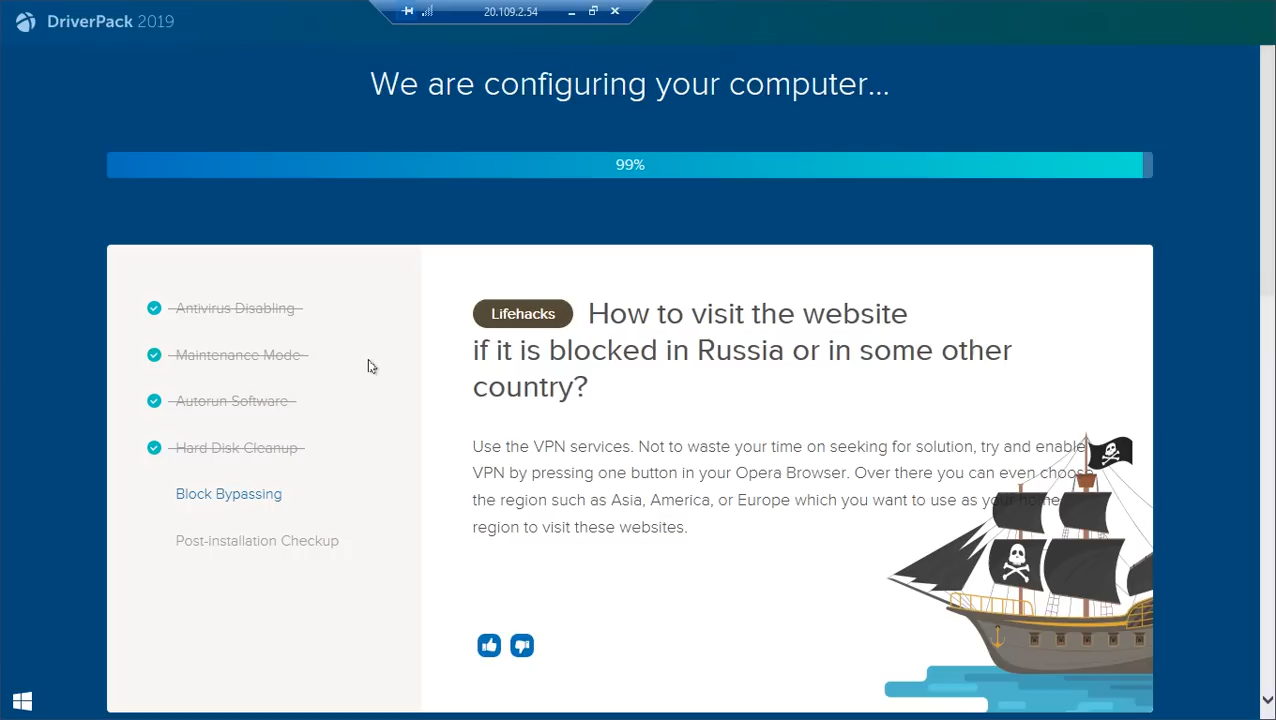 DriverPack 2019
20.109.2.54
We are configuring your computer...
99%
Antivirus Disabling
Maintenance Mode
Autorun Software
Hard Disk Cleanup
Block Bypassing
Post-installation Checkup
Lifehacks How to visit the website
if it is blocked in Russia or in some other
country?
Use the VPN services. Not to waste your time on seeking for solution, try and enable
VPN by pressing one button in your Opera Browser. Over there you can even choos
the region such as Asia, America, or Europe which you want to use as your home
region to visit these websites.